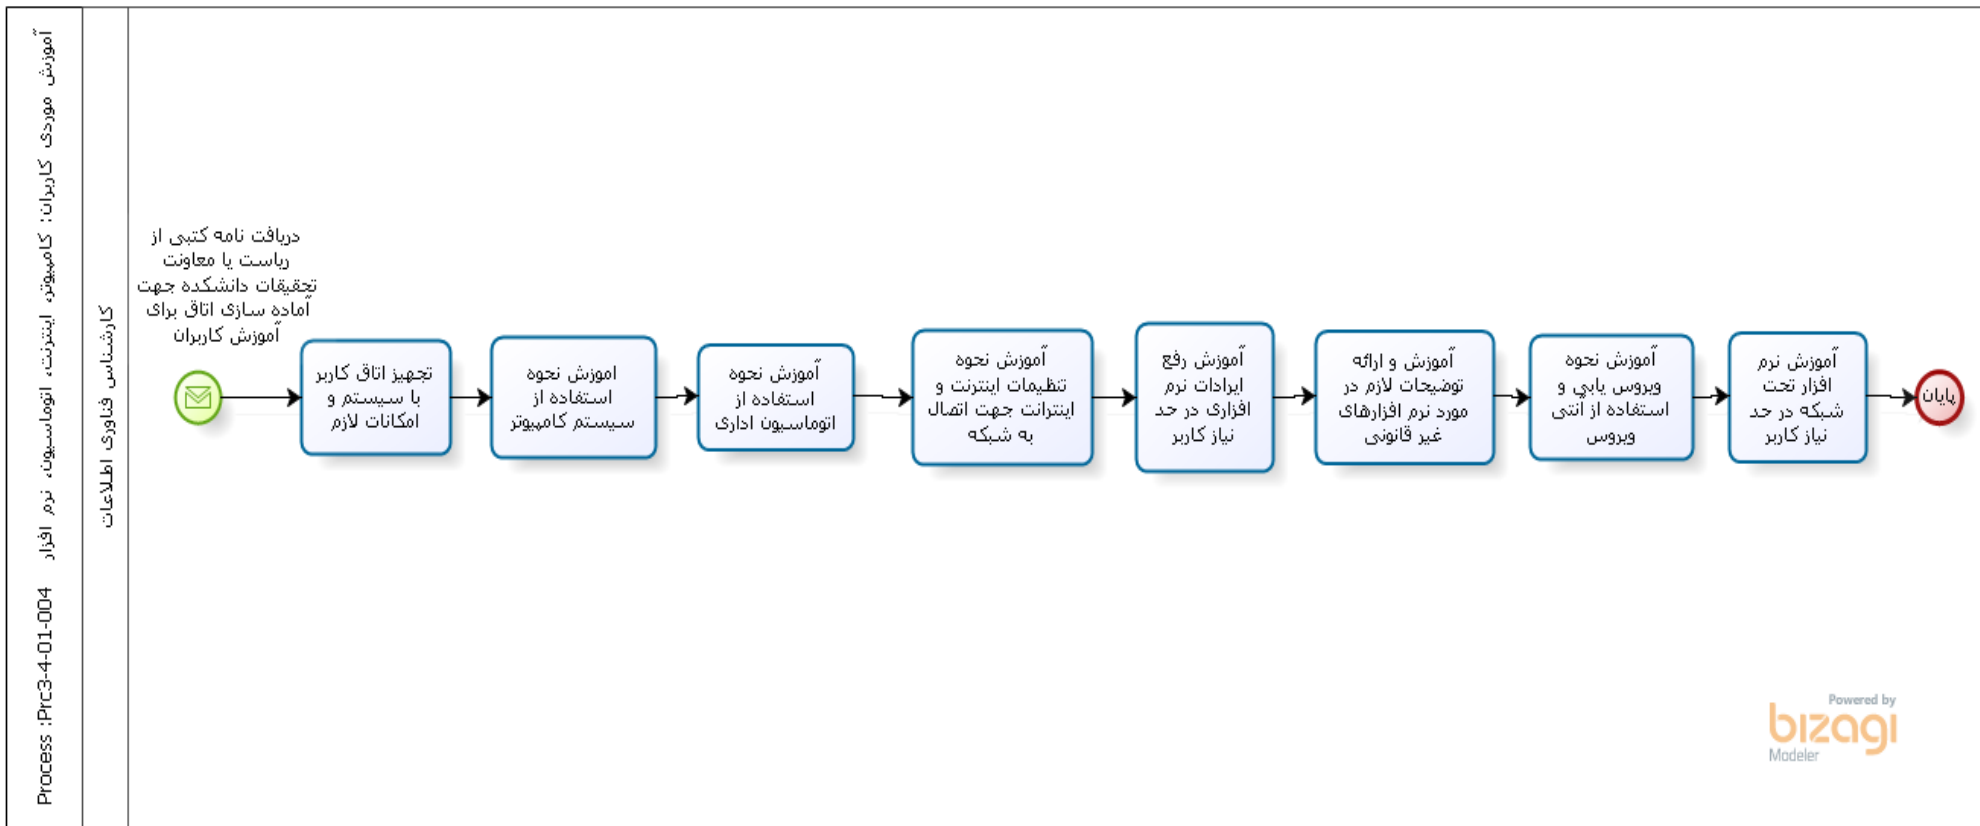 آموزش موردی کاربران: کامپیوتر، اینترنت، اتوماسیون، نرم افزار   Process :Prc3-4-01-004
کارشناس فناوری اطلاعات
دریافت نامه کتبی از
ریاست یا معاونت
تحقیقات دانشکده جهت
آماده سازی اتاق برای
آموزش کاربران
تجهیز اتاق کاربر
با سیستم و
امکانات لازم
اموزش نحوه
استفاده از
سیستم کامپیوتر
آموزش نحوه
استفاده از
اتوماسیون اداری
آموزش نحوه
تنظیمات اینترنت و
اینترانت جهت اتصال
به شبکه
آموزش رفع
ایرادات نرم
افزاری در حد
نیاز کاربر
آموزش و ارائه
توضیحات لازم در
مورد نرم افزارهای
غیر قانونی
آموزش نحوه
ویروس یابی و
استفاده از آنتی
ویروس
آموزش نرم
افزار تحت
شبکه در حد
نیاز کاربر
پایان
Powered by
bizagi
Modeler